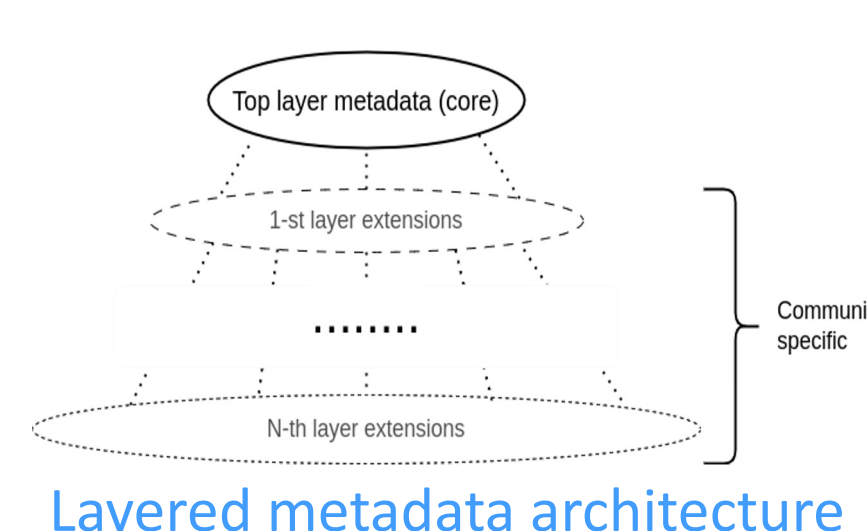 Top layer metadata (core)
1-st layer extensions
........
Communi
specific
N-th layer extensions
Layered metadata architecture